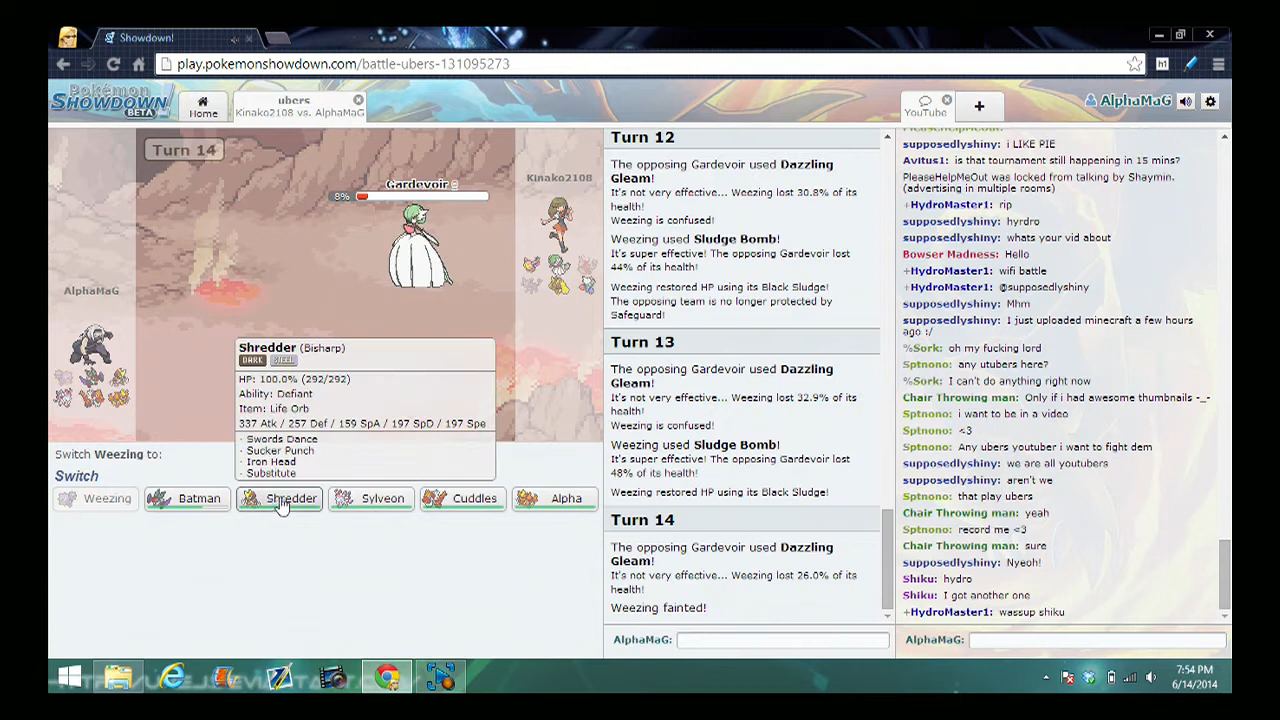 Showdown!
play.pokemonshowdown.com/battle-ubers-131095273
Pokémon
SHOWDOWN
BETA
Home
ubers
Kinako2108 vs. AlphaMaG
YouTube
+
AlphaMaG
Turn 14
Gardevoir
8%
Kinako2108
AlphaMaG
Shredder (Bisharp)
DARK STEEL
HP: 100.0% (292/292)
Ability: Defiant
Item: Life Orb
337 Atk / 257 Def / 159 SpA / 197 SpD / 197 Spe
· Swords Dance
· Sucker Punch
· Iron Head
· Substitute
Switch Weezing to:
Switch
Weezing
Batman
Shredder
Sylveon
Cuddles
Alpha
Turn 12
The opposing Gardevoir used Dazzling
Gleam!
It's not very effective... Weezing lost 30.8% of its
health!
Weezing is confused!
Weezing used Sludge Bomb!
It's super effective! The opposing Gardevoir lost
44% of its health!
Weezing restored HP using its Black Sludge!
The opposing team is no longer protected by
Safeguard!
Turn 13
The opposing Gardevoir used Dazzling
Gleam!
It's not very effective... Weezing lost 32.9% of its
health!
Weezing is confused!
Weezing used Sludge Bomb!
It's super effective! The opposing Gardevoir lost
48% of its health!
Weezing restored HP using its Black Sludge!
Turn 14
The opposing Gardevoir used Dazzling
Gleam!
It's not very effective... Weezing lost 26.0% of its
health!
Weezing fainted!
AlphaMaG:
supposedlyshiny: i LIKE PIE
Avitus1: is that tournament still happening in 15 mins?
PleaseHelpMeOut was locked from talking by Shaymin.
(advertising in multiple rooms)
+HydroMaster1: rip
supposedlyshiny: hyrdro
supposedlyshiny: whats your vid about
Bowser Madness: Hello
+HydroMaster1: wifi battle
+HydroMaster1: @supposedlyshiny
supposedlyshiny: Mhm
supposedlyshiny: I just uploaded minecraft a few hours
ago :/
%Sork: oh my fucking lord
Sptnono: any utubers here?
%Sork: I can't do anything right now
Chair Throwing man: Only if i had awesome thumbnails -_-
Sptnono: i want to be in a video
Sptnono: <3
Sptnono: Any ubers youtuber i want to fight dem
supposedlyshiny: we are all youtubers
supposedlyshiny: aren't we
Sptnono: that play ubers
Chair Throwing man: yeah
Sptnono: record me <3
Chair Throwing man: sure
supposedlyshiny: Nyeoh!
Shiku: hydro
Shiku: I got another one
+HydroMaster1: wassup shiku
AlphaMaG:
7:54 PM
6/14/2014